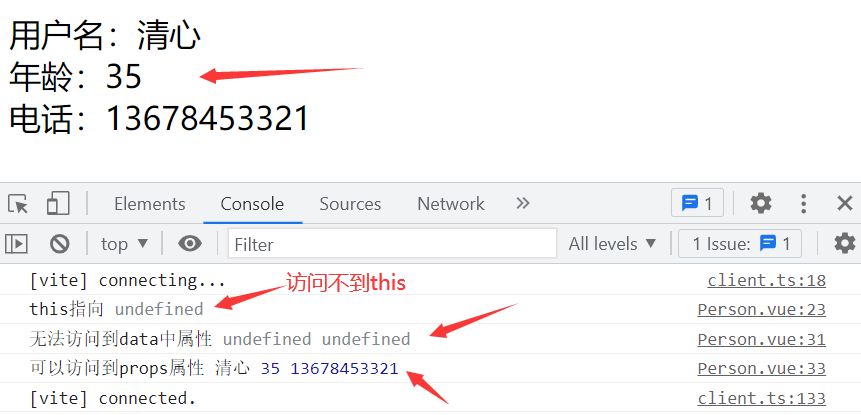 用户名：清心
年龄：35
电话：13678453321
Elements Console Sources Network 1
top Filter All levels 1 Issue: 1
[vite] connecting... 访问不到this client.ts:18
this指向 undefined Person.vue:23
无法访问到data中属性 undefined undefined Person.vue:31
可以访问到props属性 清心 35 13678453321 Person.vue:33
[vite] connected. client.ts:133